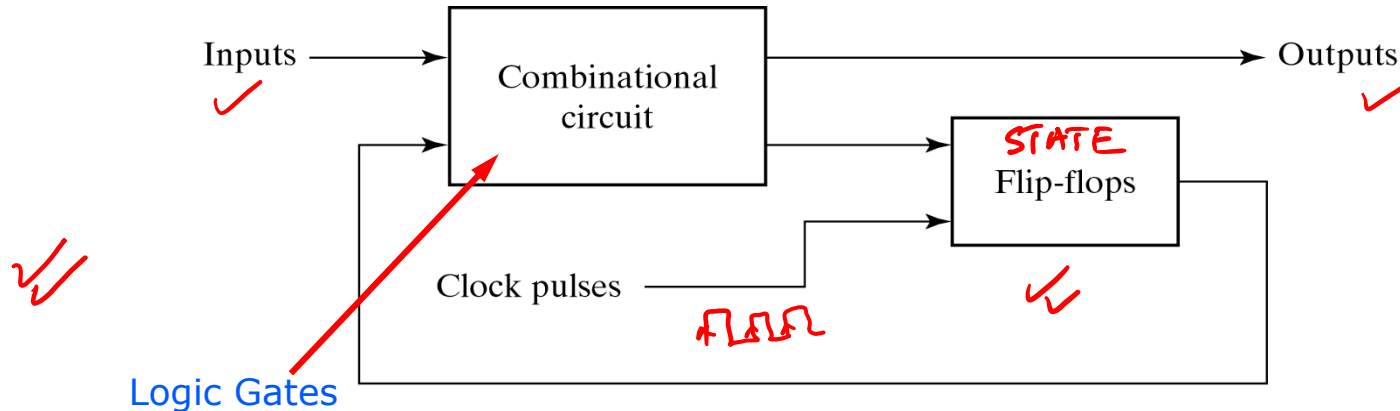 Inputs
Combinational
circuit
Outputs
STATE
Flip-flops
Clock pulses
Logic Gates